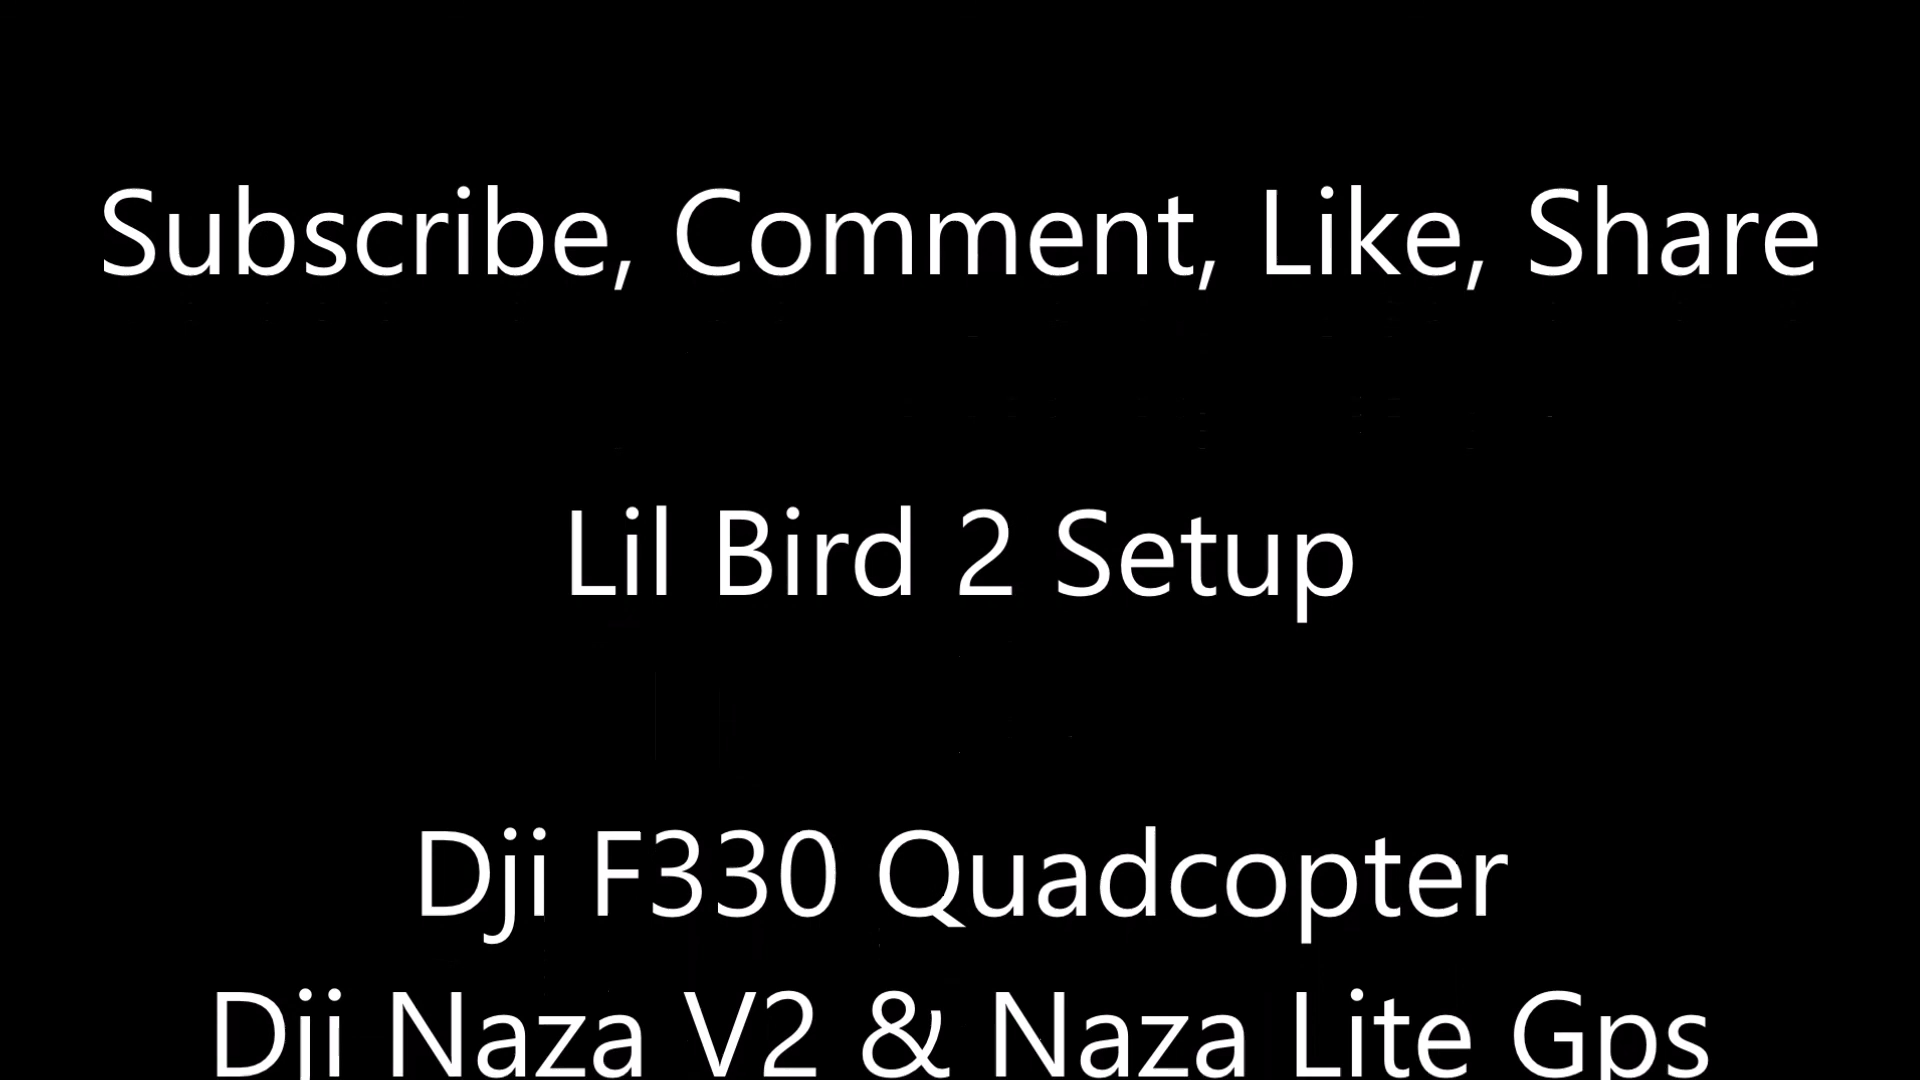 Subscribe, Comment, Like, Share
Lil Bird 2 Setup
Dji F330 Quadcopter
Dji Naza V2 & Naza Lite Gps